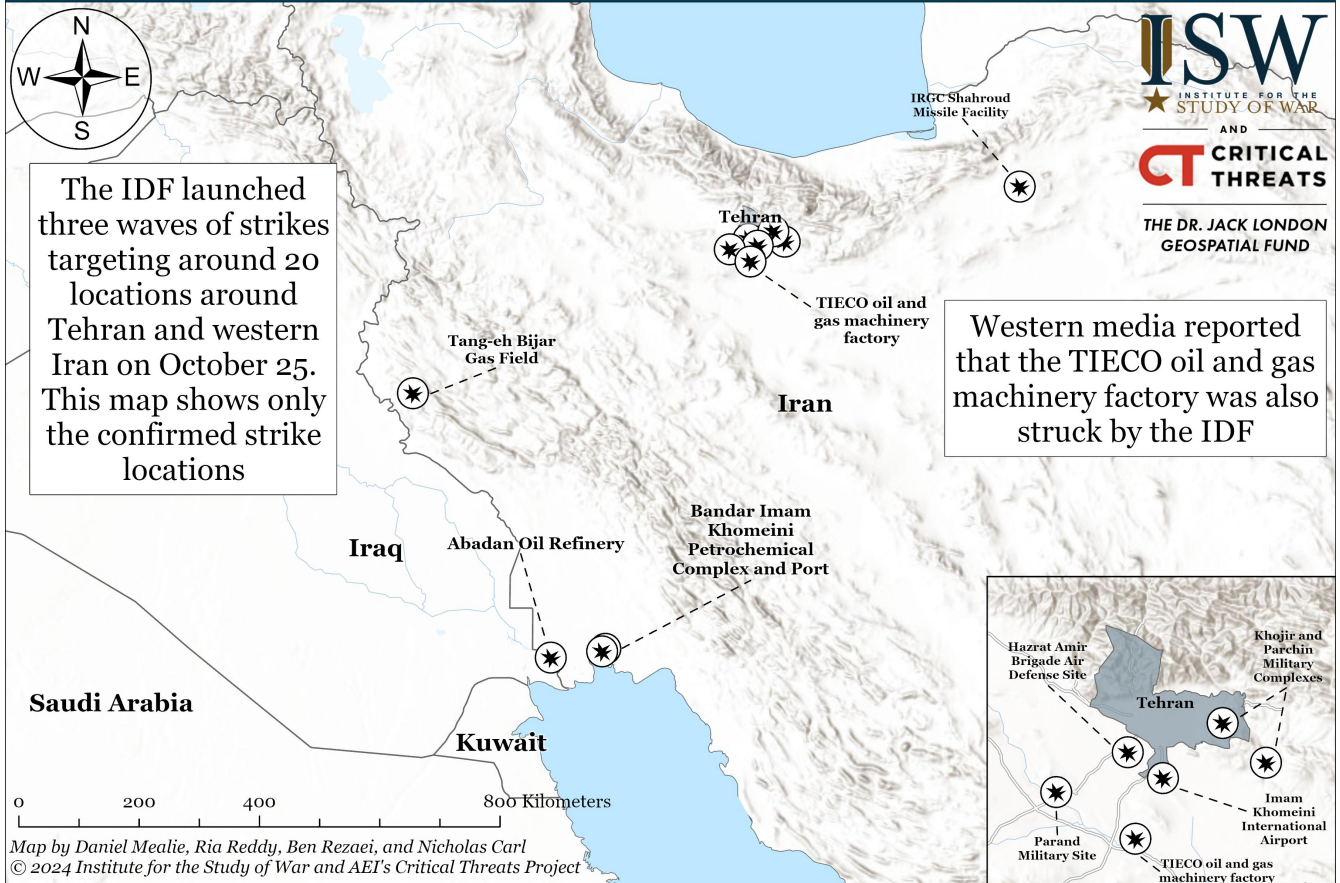 N
W
E
S
ISW
INSTITUTE FOR THE
STUDY OF WAR
AND
CT CRITICAL
THREATS
THE DR. JACK LONDON
GEOSPATIAL FUND
The IDF launched
three waves of strikes
targeting around 20
locations around
Tehran and western
Iran on October 25.
This map shows only
the confirmed strike
locations
IRGC Shahroud
Missile Facility
Tehran
TIECO oil and
gas machinery
factory
Western media reported
that the TIECO oil and gas
machinery factory was also
struck by the IDF
Tang-eh Bijar
Gas Field
Iran
Bandar Imam
Khomeini
Petrochemical
Complex and Port
Iraq
Abadan Oil Refinery
Saudi Arabia
Kuwait
Hazrat Amir
Brigade Air
Defense Site
Khojir and
Parchin
Military
Complexes
Tehran
Imam
Khomeini
International
Airport
Parand
Military Site
TIECO oil and gas
machinery factory
0 200 400 800 Kilometers
Map by Daniel Mealie, Ria Reddy, Ben Rezaei, and Nicholas Carl
© 2024 Institute for the Study of War and AEI's Critical Threats Project